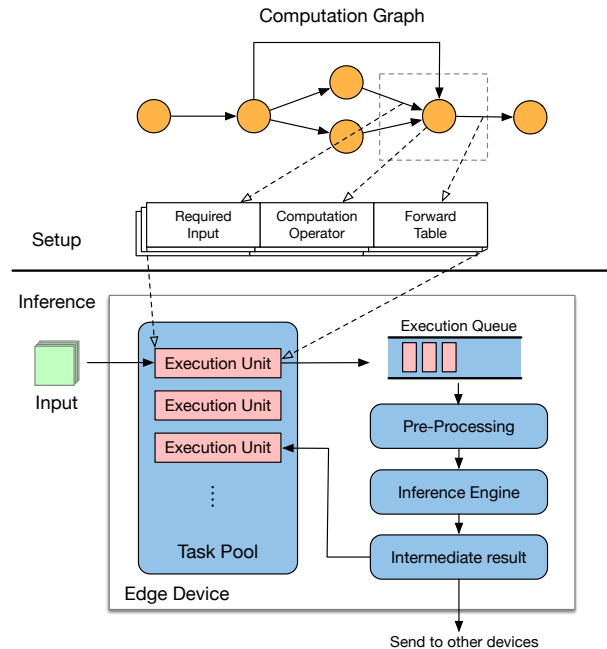 Computation Graph
Required
Input
Computation
Operator
Forward
Table
Setup
Inference
Execution Queue
Execution Unit
Input
Execution Unit
Pre-Processing
Execution Unit
Inference Engine
Task Pool
Intermediate result
Edge Device
Send to other devices